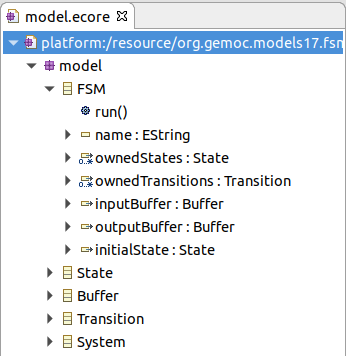 model.ecore
platform:/resource/org.gemoc.models17.fsm
model
FSM
run()
name : EString
ownedStates : State
ownedTransitions : Transition
inputBuffer : Buffer
outputBuffer : Buffer
initialState : State
State
Buffer
Transition
System